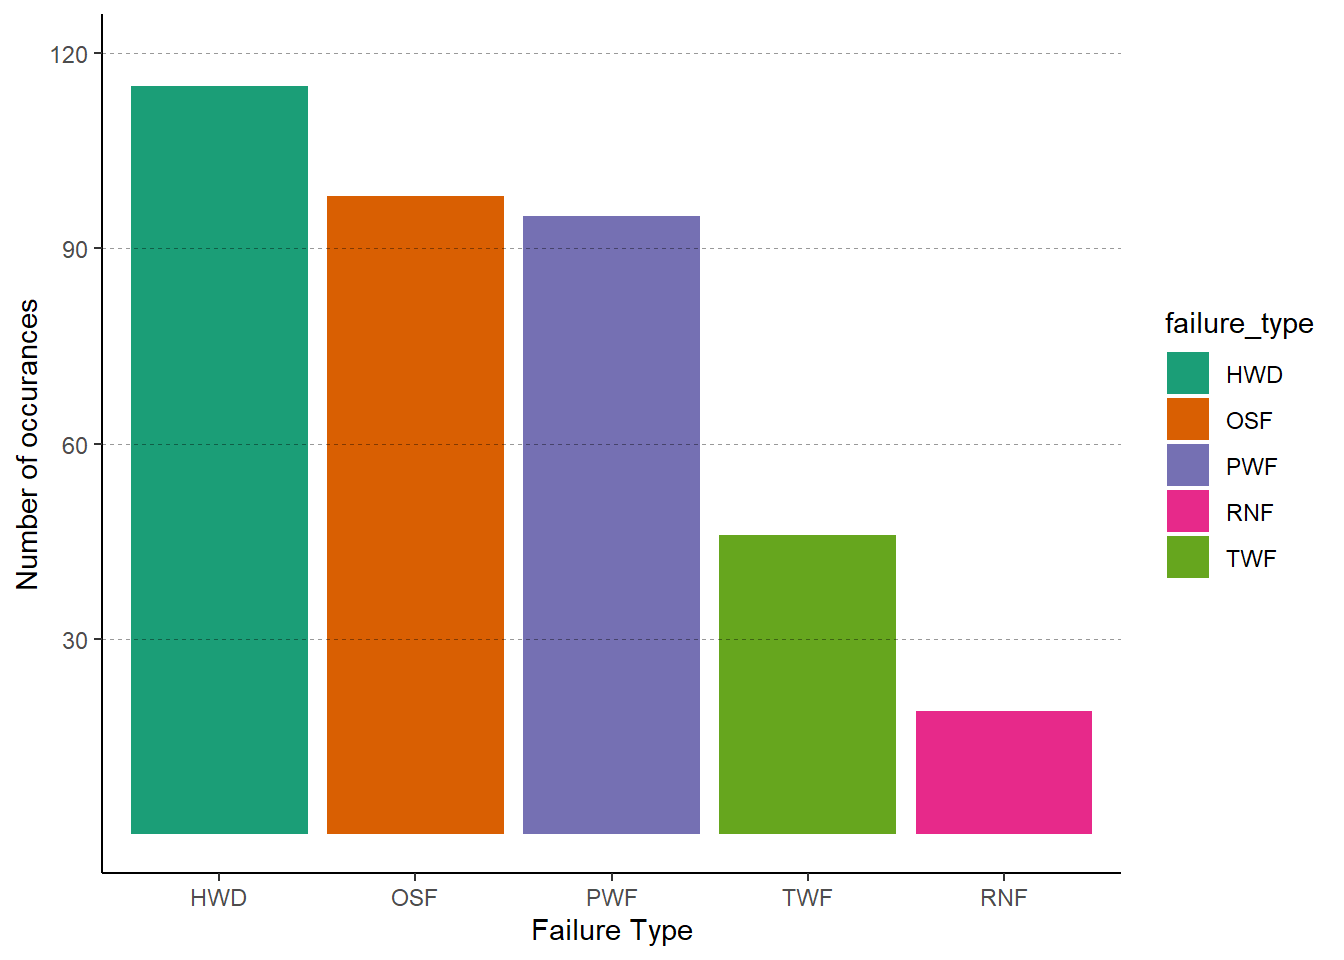 120
90
60
30
Number of occurances
HWD
OSF
PWF
TWF
RNF
Failure Type
failure_type
HWD
OSF
PWF
RNF
TWF